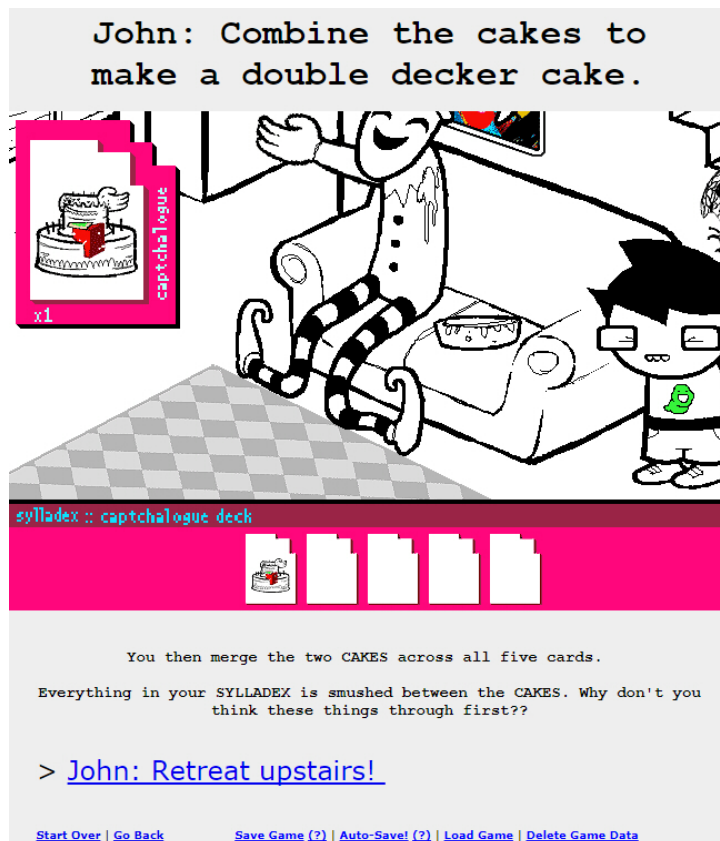 John: Combine the cakes to
make a double decker cake.
captchalogue
x1
sylladex :: captchalogue deck
You then merge the two CAKES across all five cards.
Everything in your SYLLADEX is smushed between the CAKES. Why don't you
think these things through first??
> John: Retreat upstairs!
Start Over | Go Back Save Game (?) | Auto-Save! (?) | Load Game | Delete Game Data